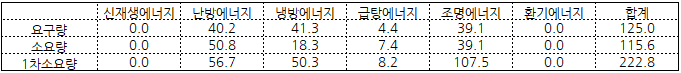 신재생에너지 난방에너지 냉방에너지 급탕에너지 조명에너지 환기에너지 합계
요구량 0.0 40.2 41.3 4.4 39.1 0.0 125.0
소요량 0.0 50.8 18.3 7.4 39.1 0.0 115.6
1차소요량 0.0 56.7 50.3 8.2 107.5 0.0 222.8